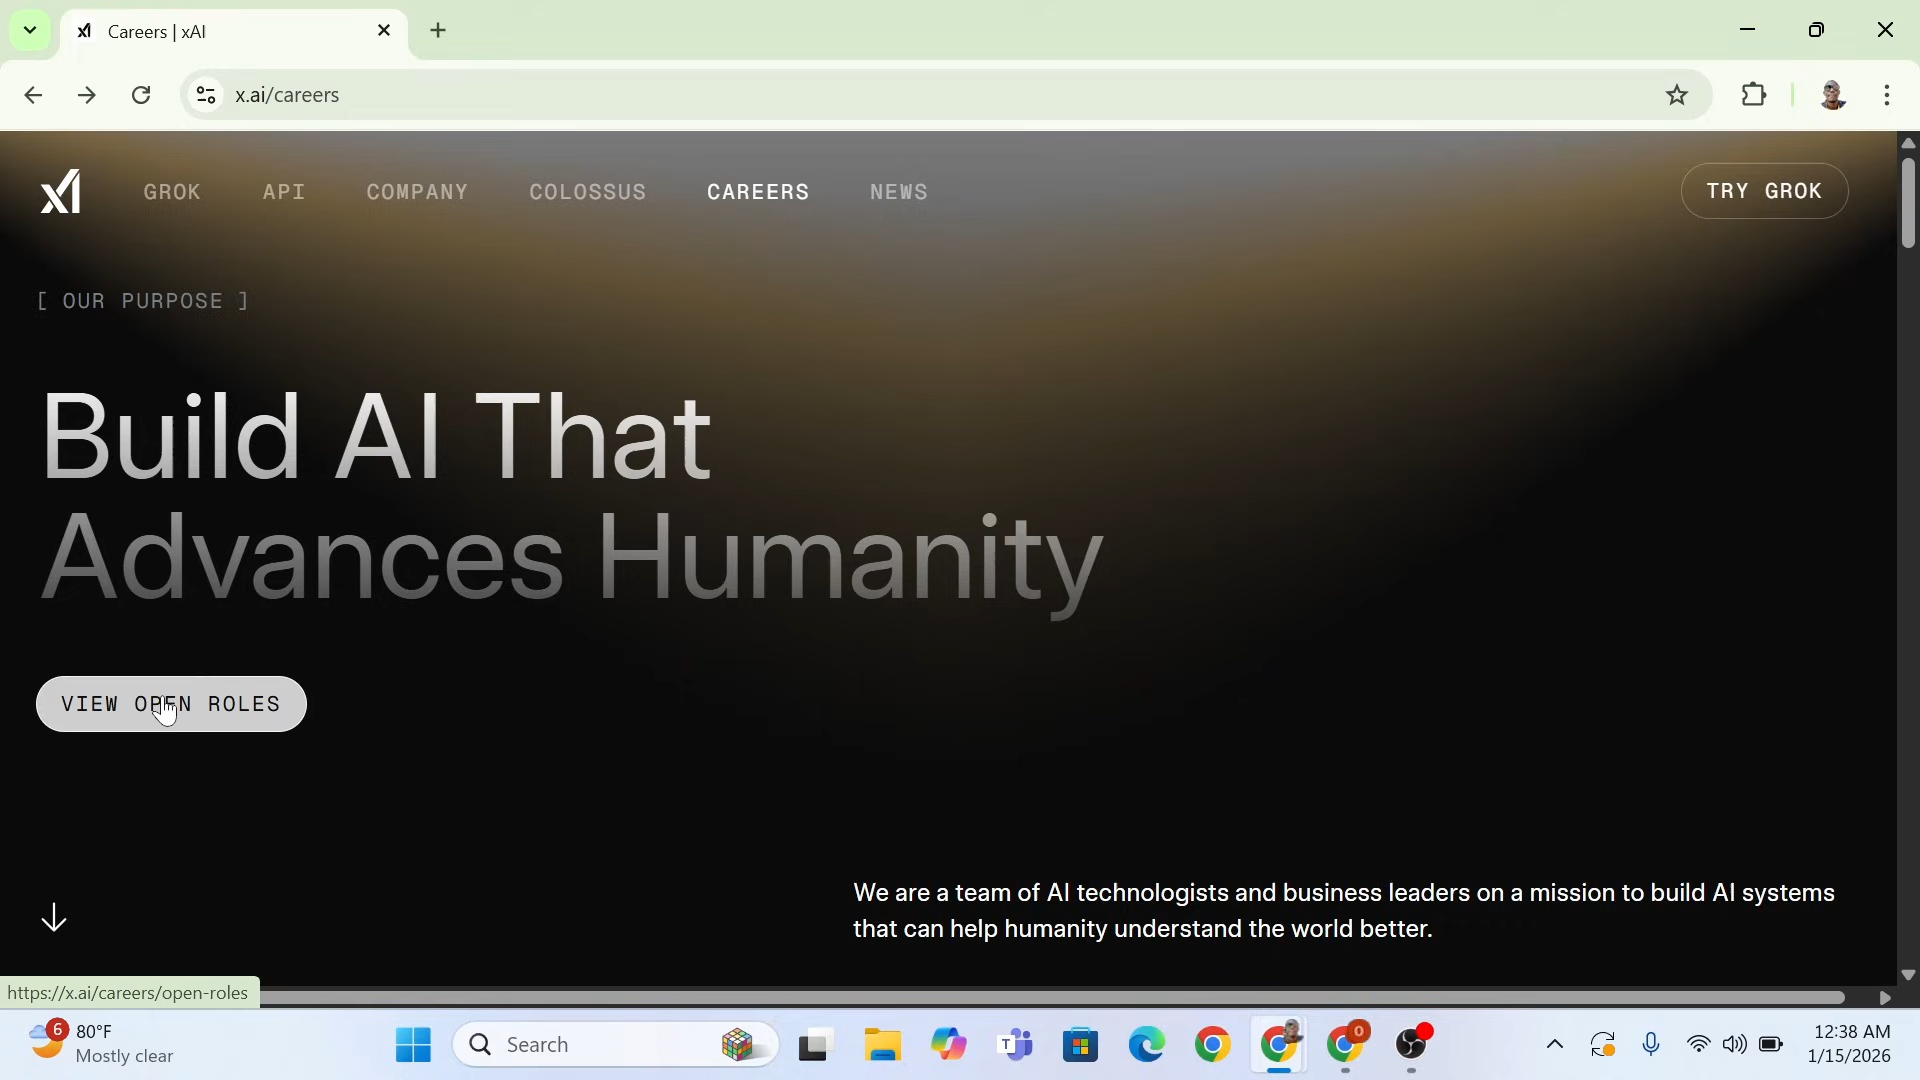 Careers | xAI
x.ai/careers
xI GROK API COMPANY COLOSSUS CAREERS NEWS TRY GROK
[ OUR PURPOSE ]
Build AI That
Advances Humanity
VIEW OPEN ROLES
We are a team of AI technologists and business leaders on a mission to build AI systems
that can help humanity understand the world better.
https://x.ai/careers/open-roles
6 80°F
Mostly clear
Search
T
0
12:38 AM
1/15/2026